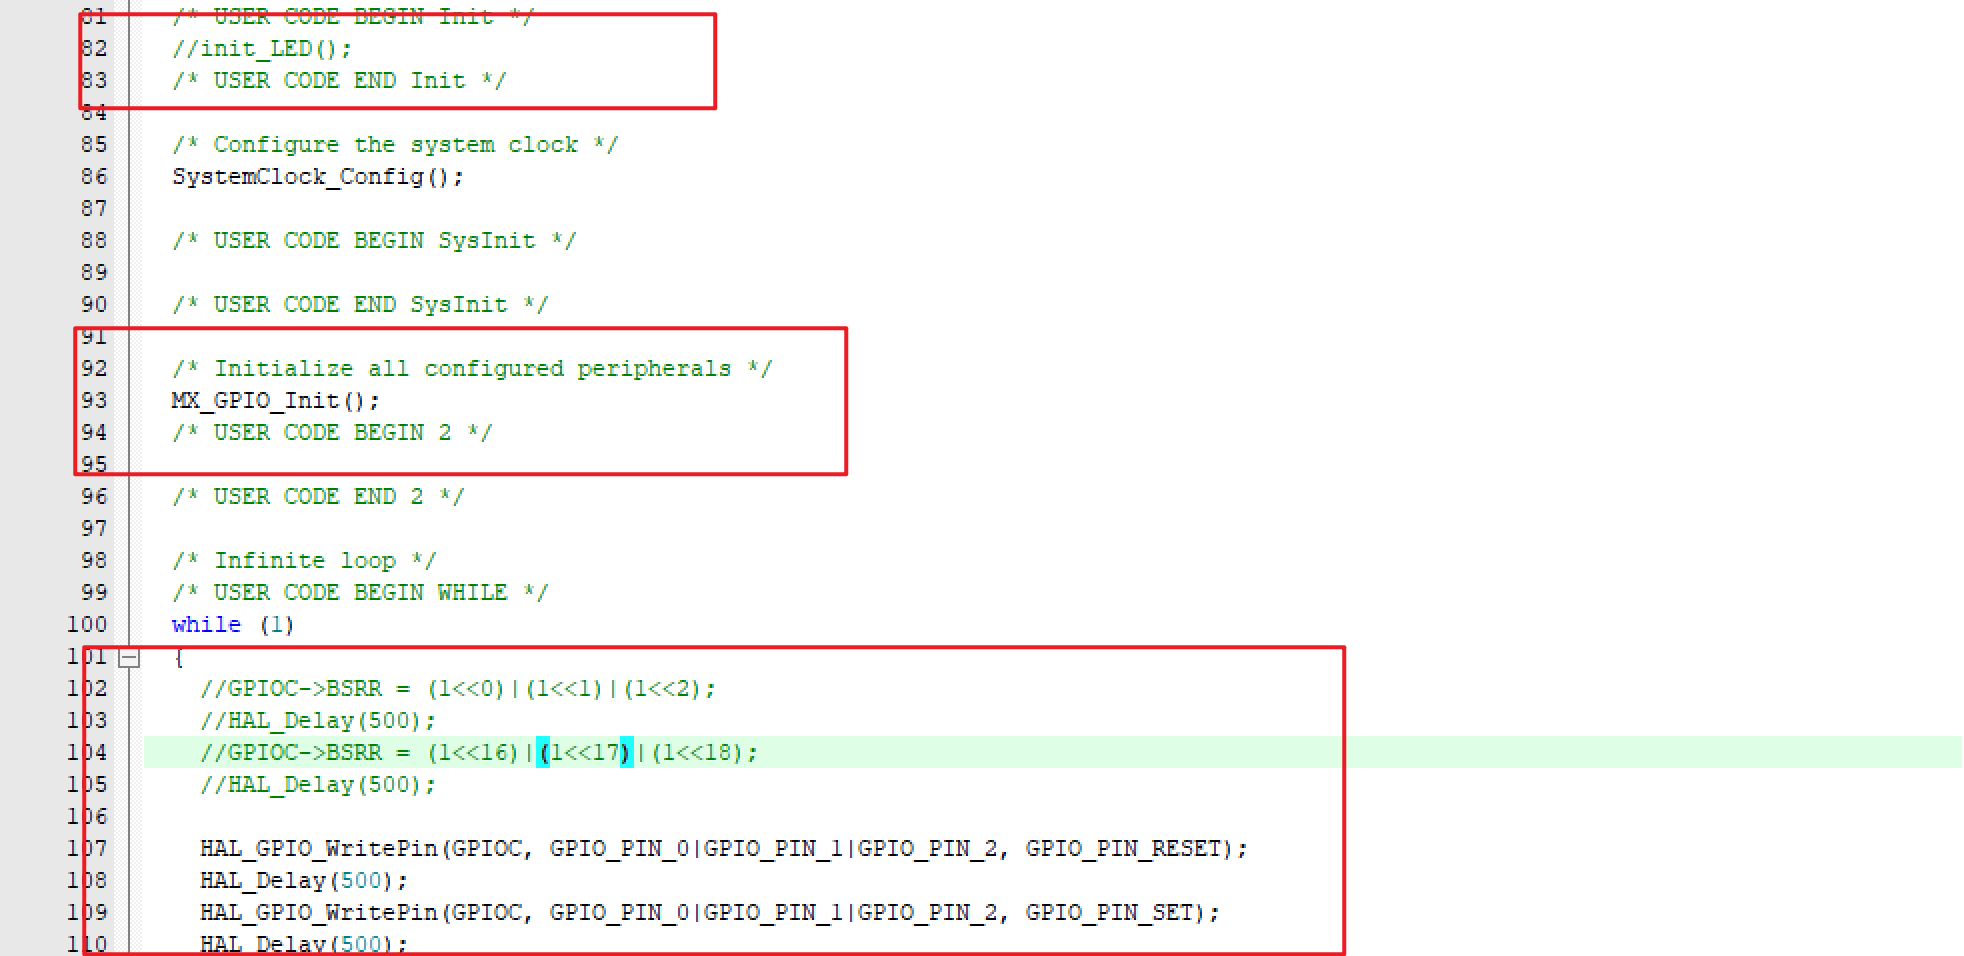 81 /* USER CODE BEGIN Init */
82 //init_LED();
83 /* USER CODE END Init */
84
85 /* Configure the system clock */
86 SystemClock_Config();
87
88 /* USER CODE BEGIN SysInit */
89
90 /* USER CODE END SysInit */
91
92 /* Initialize all configured peripherals */
93 MX_GPIO_Init();
94 /* USER CODE BEGIN 2 */
95
96 /* USER CODE END 2 */
97
98 /* Infinite loop */
99 /* USER CODE BEGIN WHILE */
100 while (1)
101 {
102 //GPIOC->BSRR = (1<<0)|(1<<1)|(1<<2);
103 //HAL_Delay(500);
104 //GPIOC->BSRR = (1<<16)|(1<<17)|(1<<18);
105 //HAL_Delay(500);
106
107 HAL_GPIO_WritePin(GPIOC, GPIO_PIN_0|GPIO_PIN_1|GPIO_PIN_2, GPIO_PIN_RESET);
108 HAL_Delay(500);
109 HAL_GPIO_WritePin(GPIOC, GPIO_PIN_0|GPIO_PIN_1|GPIO_PIN_2, GPIO_PIN_SET);
110 HAL_Delay(500);